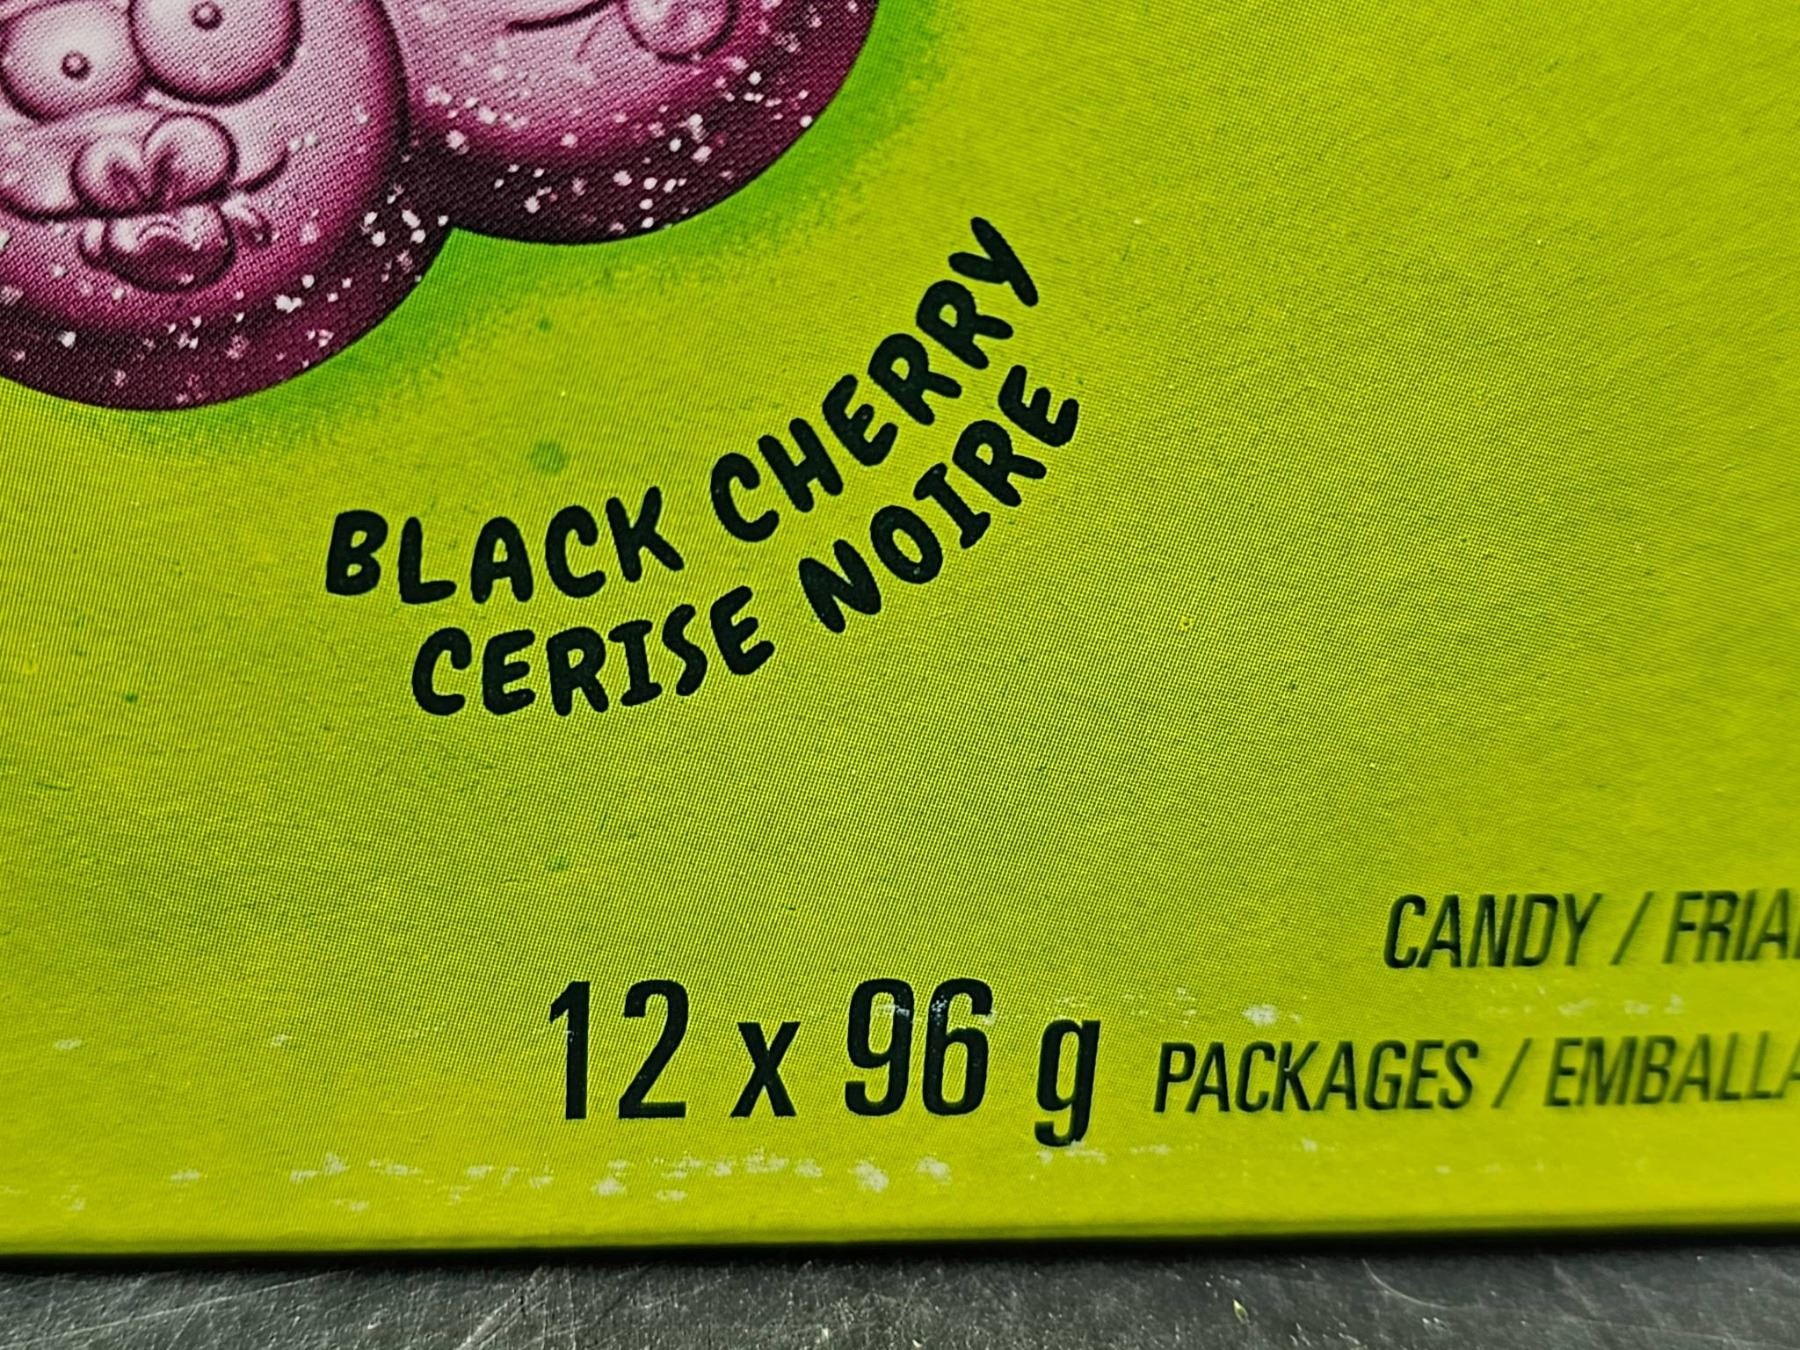 BLACK CHERRY
CERISE NOIRE
CANDY /
12 x 96 g
PACKAGES /